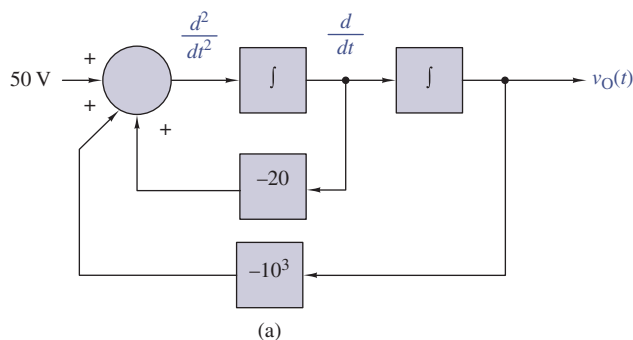 d²/dt²
d/dt
+
50 V
∫
∫
v_O(t)
+
+
–20
–10³
(a)